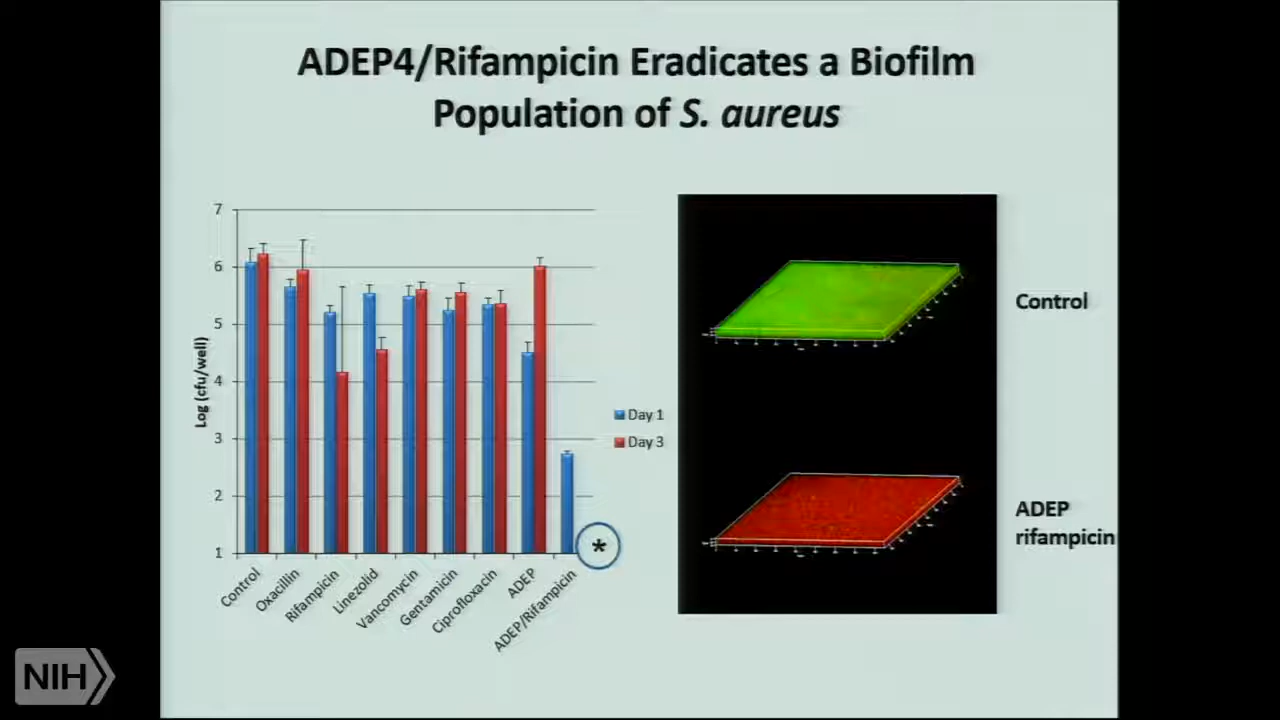 ADEP4/Rifampicin Eradicates a Biofilm
Population of S. aureus
7
6
5
4
3
2
1
Log (cfu/well)
Control
Oxacillin
Rifampicin
Linezolid
Vancomycin
Gentamicin
Ciprofloxacin
ADEP
ADEP/Rifampicin
*
Day 1
Day 3
Control
ADEP
rifampicin
NIH